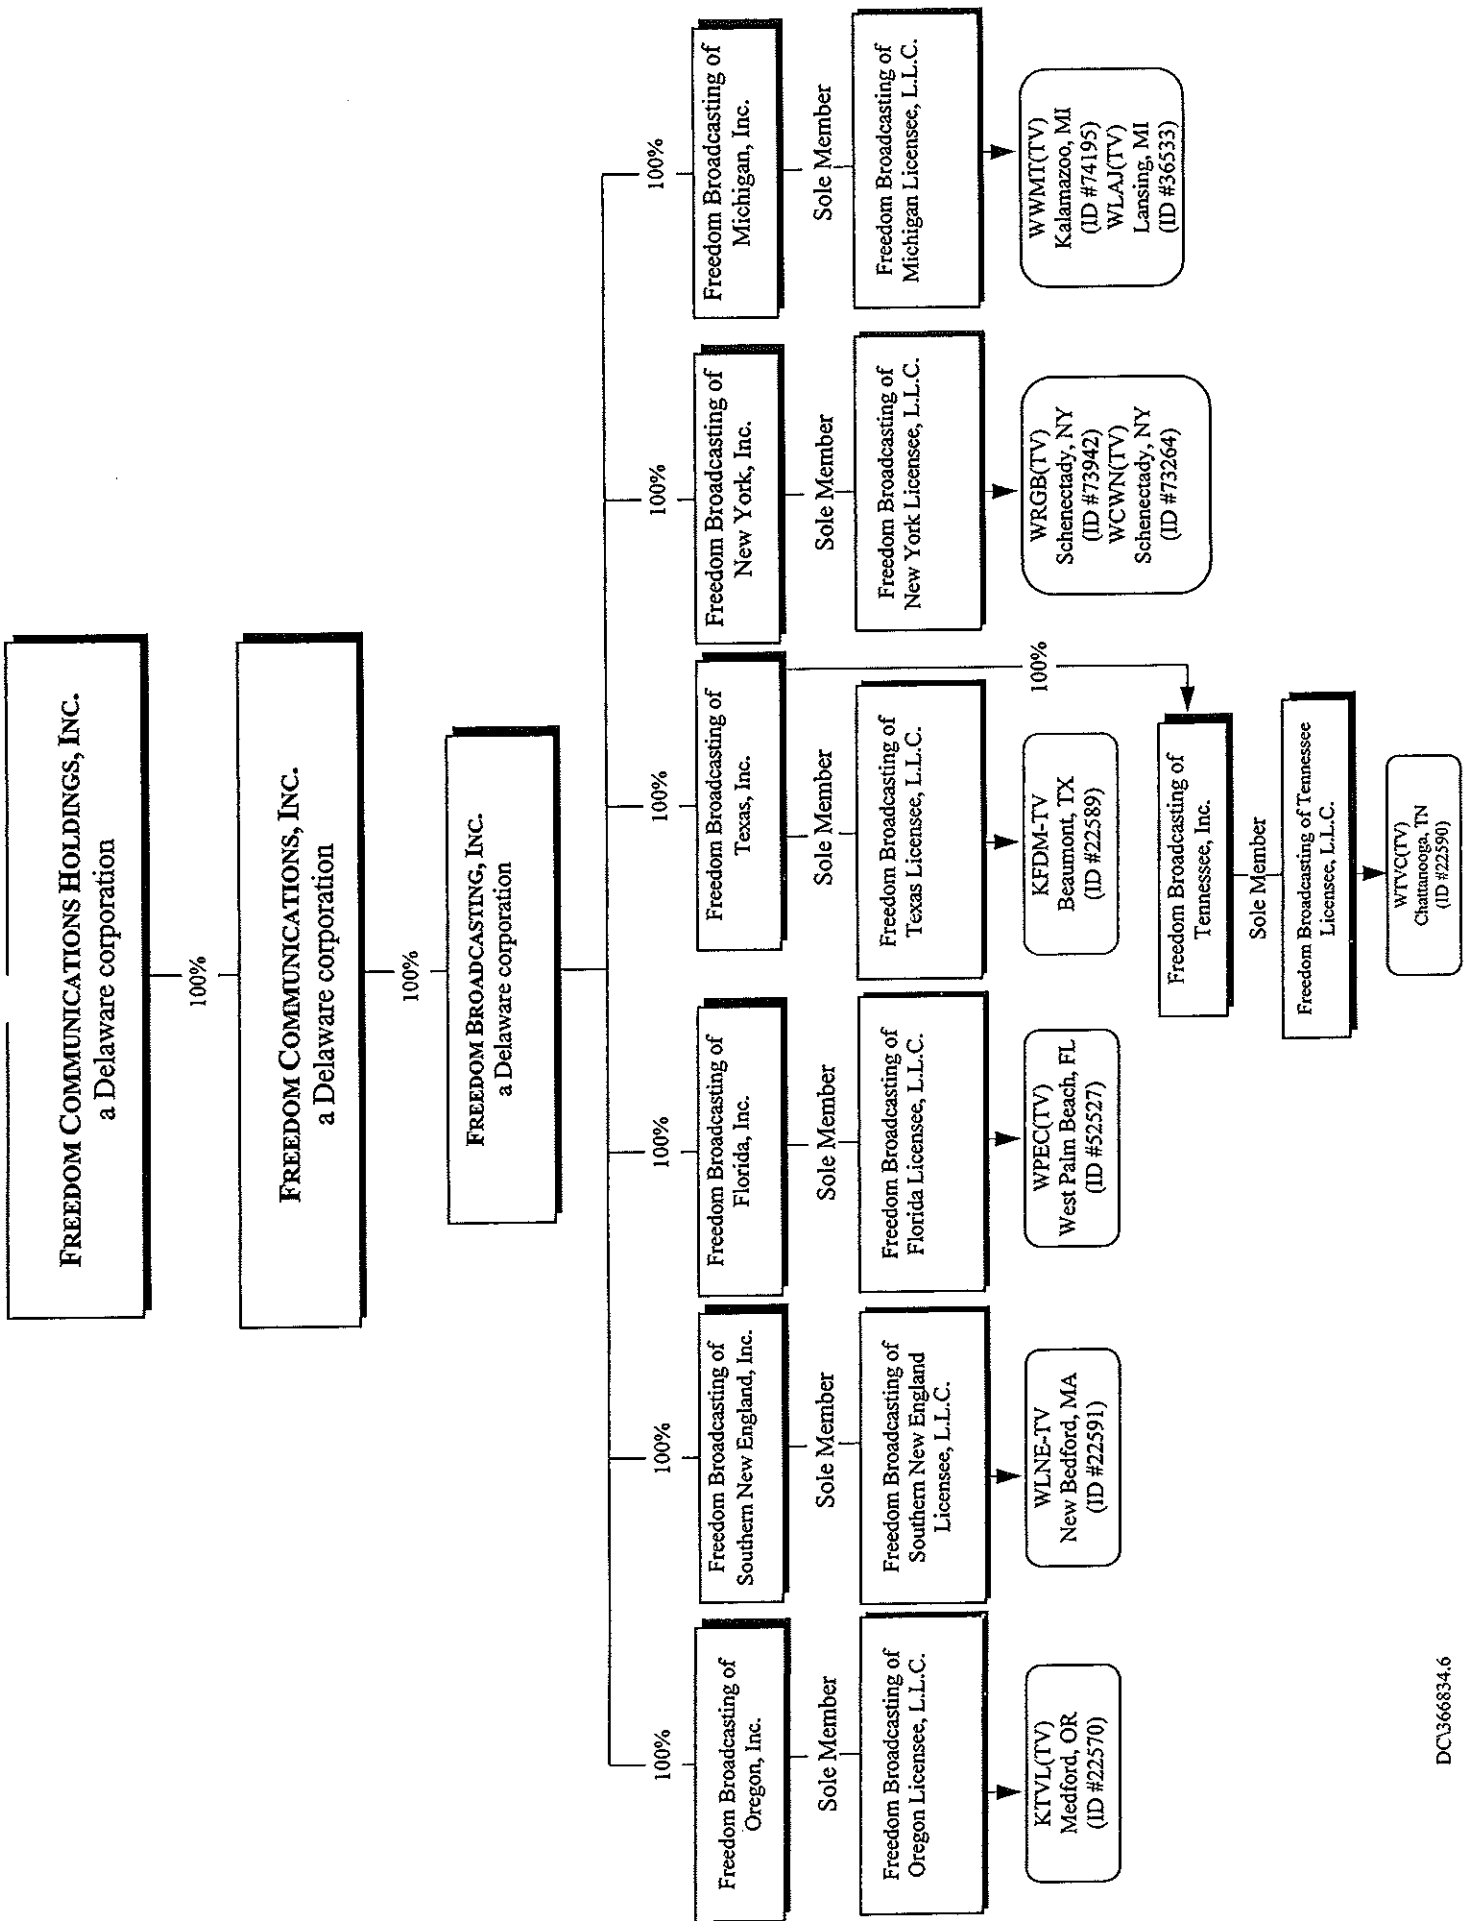 FREEDOM COMMUNICATIONS HOLDINGS, INC.
a Delaware corporation
100%
FREEDOM COMMUNICATIONS, INC.
a Delaware corporation
100%
FREEDOM BROADCASTING, INC.
a Delaware corporation
100%
Freedom Broadcasting of
Oregon, Inc.
Sole Member
Freedom Broadcasting of
Oregon Licensee, L.L.C.
KTVL(TV)
Medford, OR
(ID #22570)
100%
Freedom Broadcasting of
Southern New England, Inc.
Sole Member
Freedom Broadcasting of
Southern New England
Licensee, L.L.C.
WLNE-TV
New Bedford, MA
(ID #22591)
100%
Freedom Broadcasting of
Florida, Inc.
Sole Member
Freedom Broadcasting of
Florida Licensee, L.L.C.
WPEC(TV)
West Palm Beach, FL
(ID #52527)
100%
Freedom Broadcasting of
Texas, Inc.
Sole Member
Freedom Broadcasting of
Texas Licensee, L.L.C.
KFDM-TV
Beaumont, TX
(ID #22589)
100%
Freedom Broadcasting of
Tennessee, Inc.
Sole Member
Freedom Broadcasting of Tennessee
Licensee, L.L.C.
WTVC(TV)
Chattanooga, TN
(ID #22590)
100%
Freedom Broadcasting of
New York, Inc.
Sole Member
Freedom Broadcasting of
New York Licensee, L.L.C.
WRGB(TV)
Schenectady, NY
(ID #73942)
WCWN(TV)
Schenectady, NY
(ID #73264)
100%
Freedom Broadcasting of
Michigan, Inc.
Sole Member
Freedom Broadcasting of
Michigan Licensee, L.L.C.
WWMT(TV)
Kalamazoo, MI
(ID #74195)
WLAJ(TV)
Lansing, MI
(ID #36533)
DC\366834.6